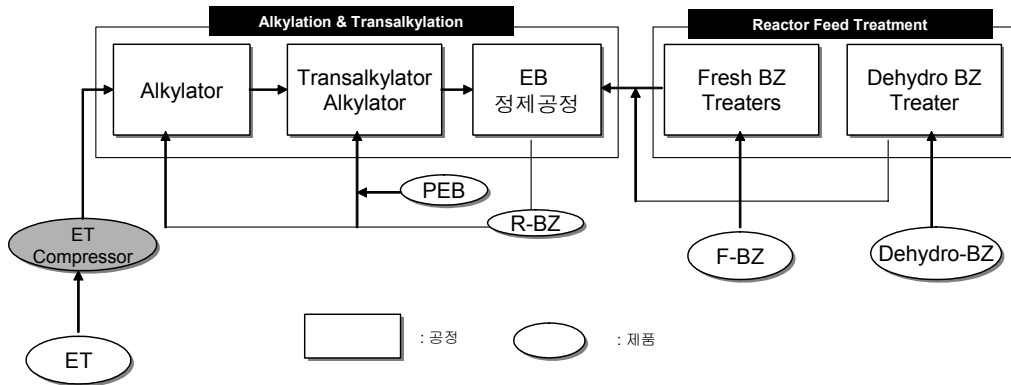 Alkylation & Transalkylation
Reactor Feed Treatment
Alkylator
Transalkylator
Alkylator
EB
정제공정
Fresh BZ
Treaters
Dehydro BZ
Treater
PEB
R-BZ
ET
Compressor
F-BZ
Dehydro-BZ
ET
: 공정
: 제품